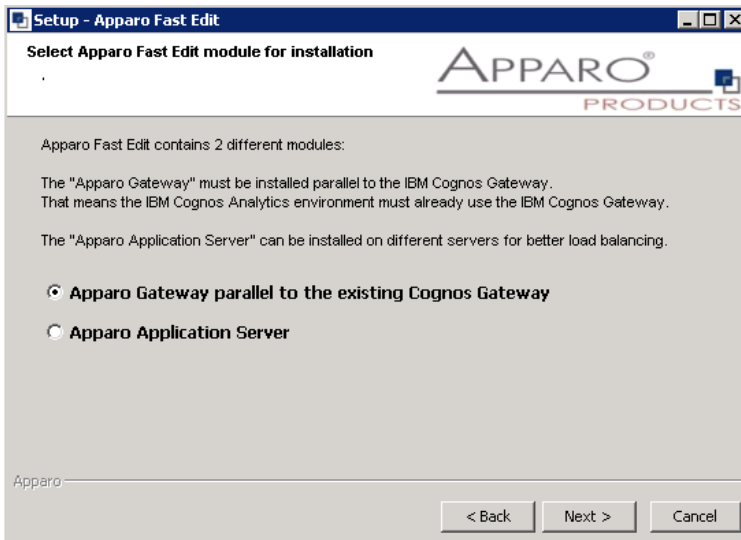 Setup - Apparo Fast Edit
Select Apparo Fast Edit module for installation
.
APPARO®
PRODUCTS
Apparo Fast Edit contains 2 different modules:
The "Apparo Gateway" must be installed parallel to the IBM Cognos Gateway.
That means the IBM Cognos Analytics environment must already use the IBM Cognos Gateway.
The "Apparo Application Server" can be installed on different servers for better load balancing.
Apparo Gateway parallel to the existing Cognos Gateway
Apparo Application Server
Apparo
< Back Next > Cancel